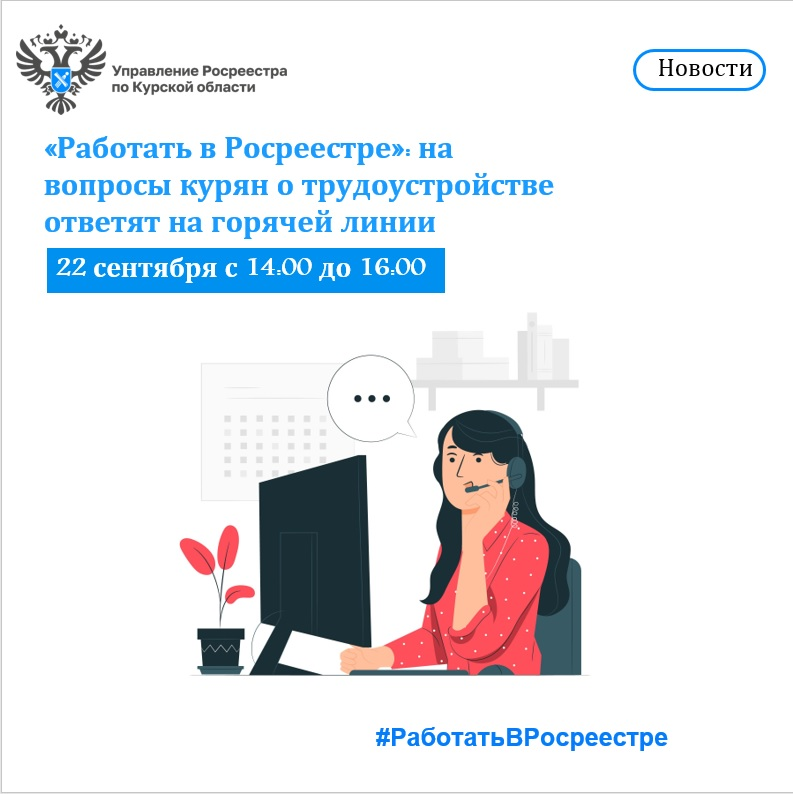 Управление Росреестра
по Курской области
Новости
«Работать в Росреестре»: на
вопросы курян о трудоустройстве
ответят на горячей линии
22 сентября с 14:00 до 16:00
...
#РаботатьВРосреестре